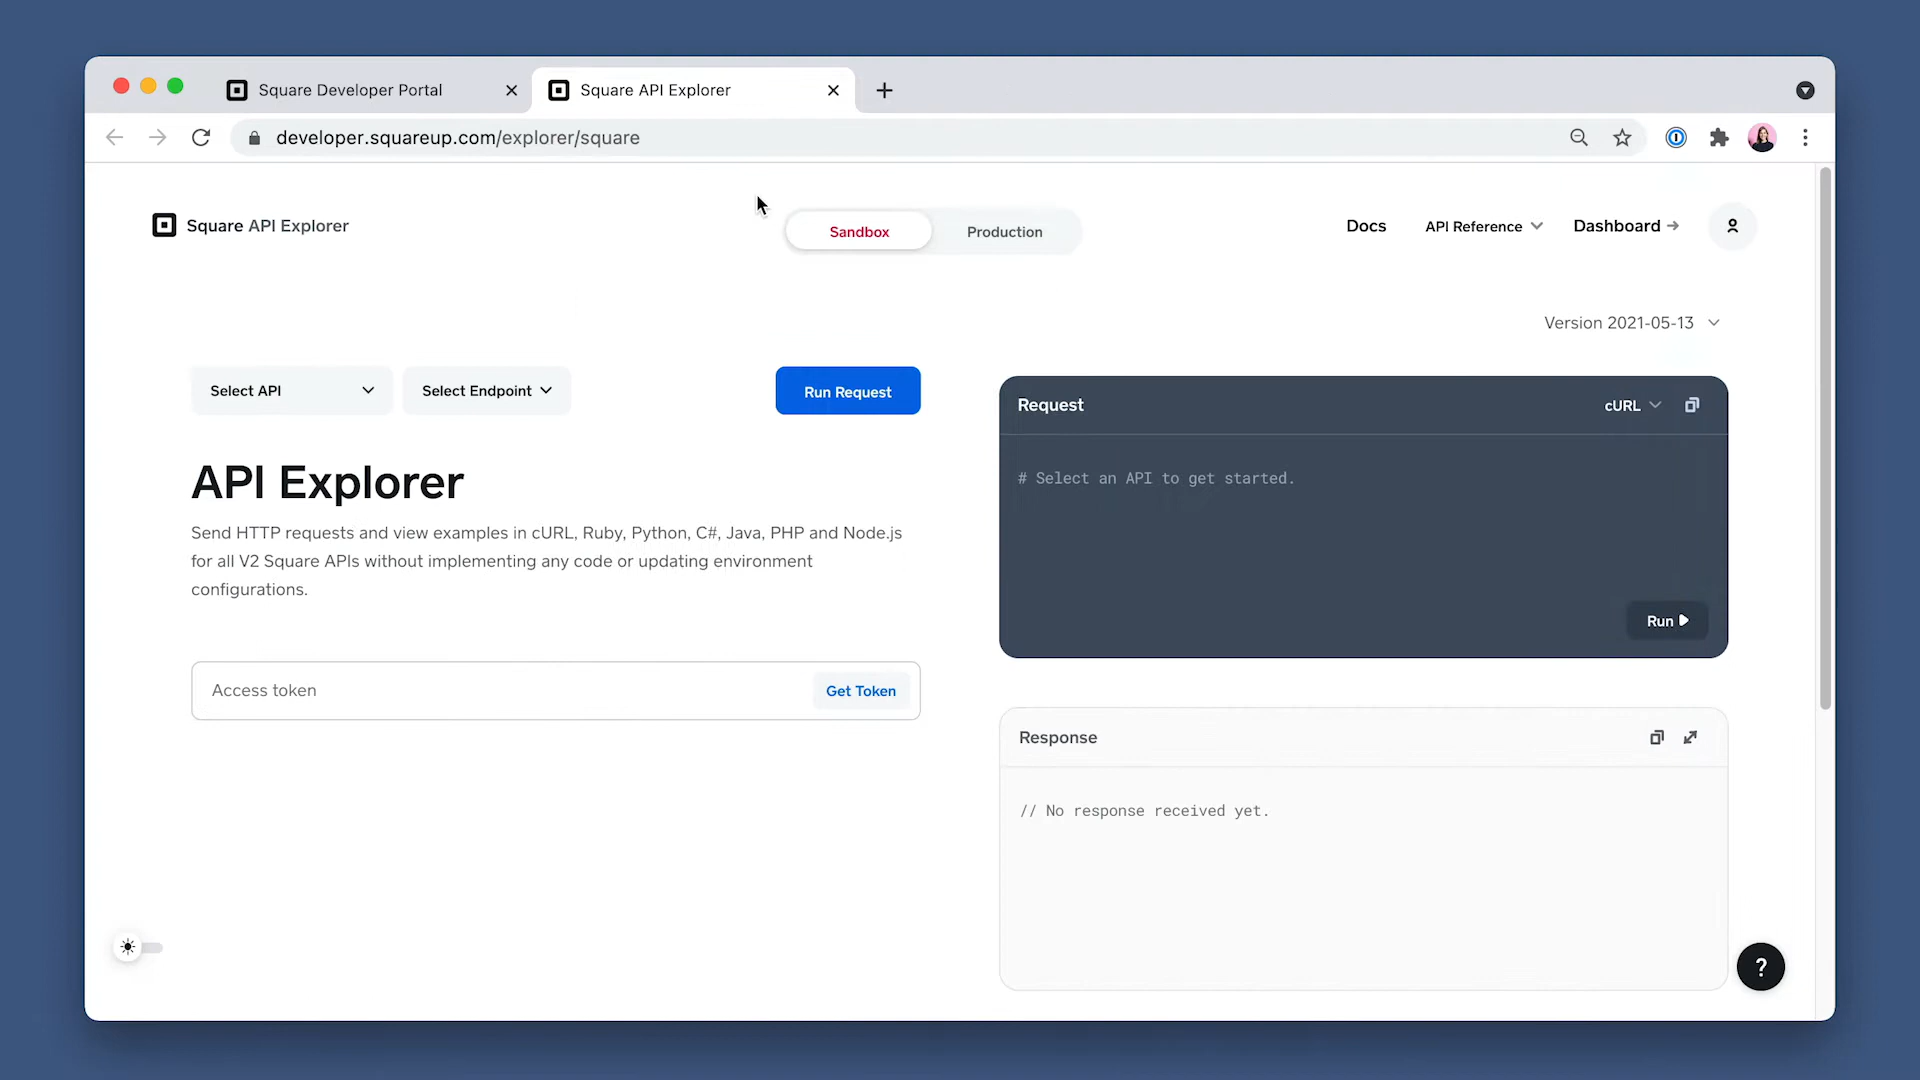 Square Developer Portal
Square API Explorer
developer.squareup.com/explorer/square
Square API Explorer
Sandbox
Production
Docs
API Reference
Dashboard →
Version 2021-05-13
Select API
Select Endpoint
Run Request
API Explorer
Send HTTP requests and view examples in cURL, Ruby, Python, C#, Java, PHP and Node.js
for all V2 Square APIs without implementing any code or updating environment
configurations.
Access token
Get Token
Request
cURL
# Select an API to get started.
Run
Response
// No response received yet.
?